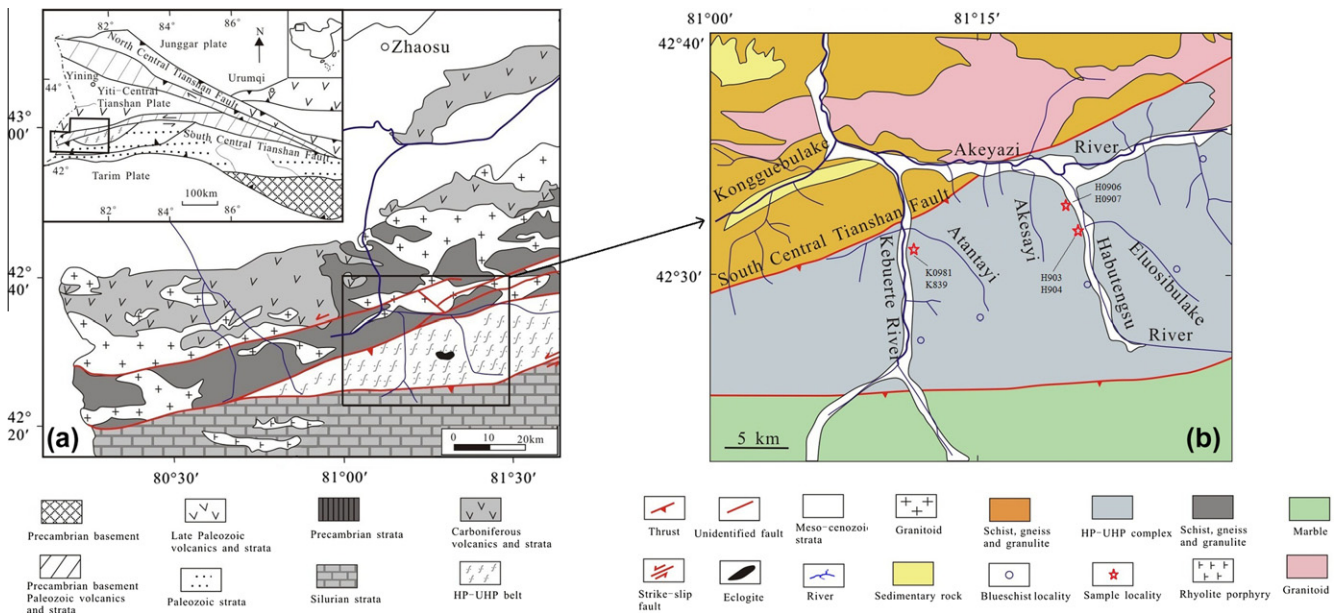 82°
84°
86°
North Central Tianshan Fault
Junggar plate
N
Yining
Urumqi
44°
Yiti-Central
Tianshan Plate
South Central Tianshan Fault
42°
Tarim Plate
100km
82°
84°
86°
Zhaosu
43°
00′
42°
40′
42°
20′
(a)
0 10 20km
80°30′
81°00′
81°30′
81°00′
81°15′
42°40′
42°30′
Kongguebulake
Akeyazi River
South Central Tianshan Fault
Kebuerte River
Atantayi
Akesayi
Habutengsu River
Eluosibulake
H0906
H0907
H903
H904
K0981
K839
5 km
(b)
Precambrian basement
Late Paleozoic
volcanics and strata
Precambrian strata
Carboniferous
volcanics and strata
Precambrian basement
Paleozoic volcanics
and strata
Paleozoic strata
Silurian strata
HP-UHP belt
Thrust
Unidentified fault
Meso-cenozoic
strata
Granitoid
Schist, gneiss
and granulite
HP-UHP complex
Schist, gneiss
and granulite
Marble
Strike-slip
fault
Eclogite
River
Sedimentary rock
Blueschist locality
Sample locality
Rhyolite porphyry
Granitoid